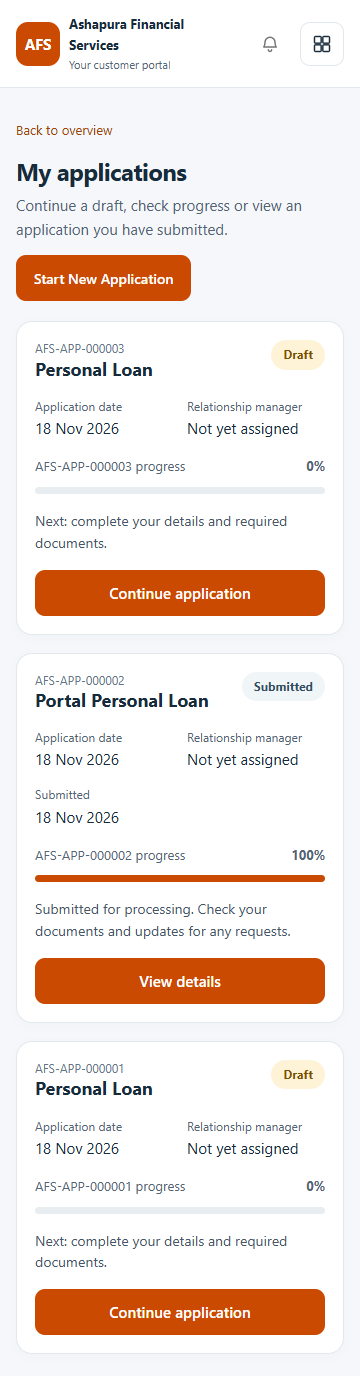 AFS
Ashapura Financial
Services
Your customer portal
Back to overview
My applications
Continue a draft, check progress or view an
application you have submitted.
Start New Application
AFS-APP-000003
Draft
Personal Loan
Application date
Relationship manager
18 Nov 2026
Not yet assigned
AFS-APP-000003 progress
0%
Next: complete your details and required
documents.
Continue application
AFS-APP-000002
Submitted
Portal Personal Loan
Application date
Relationship manager
18 Nov 2026
Not yet assigned
Submitted
18 Nov 2026
AFS-APP-000002 progress
100%
Submitted for processing. Check your
documents and updates for any requests.
View details
AFS-APP-000001
Draft
Personal Loan
Application date
Relationship manager
18 Nov 2026
Not yet assigned
AFS-APP-000001 progress
0%
Next: complete your details and required
documents.
Continue application